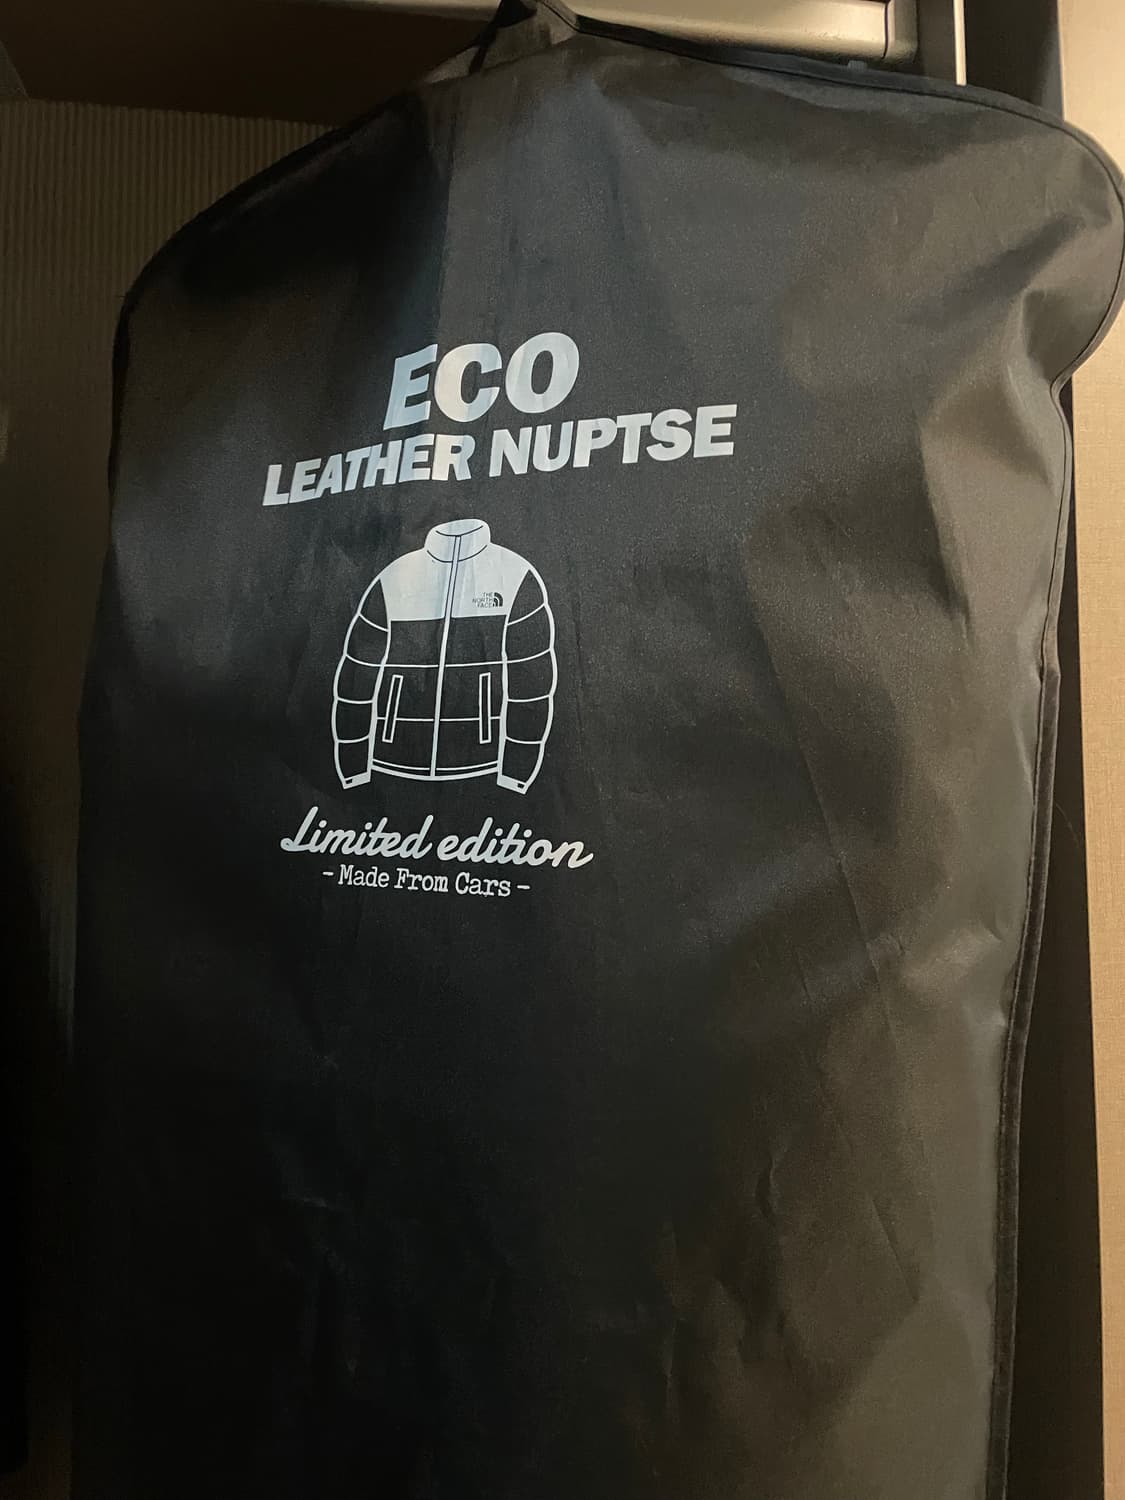 ECO
LEATHER NUPTSE
THE
NORTH
FACE
Limited edition
- Made From Cars -